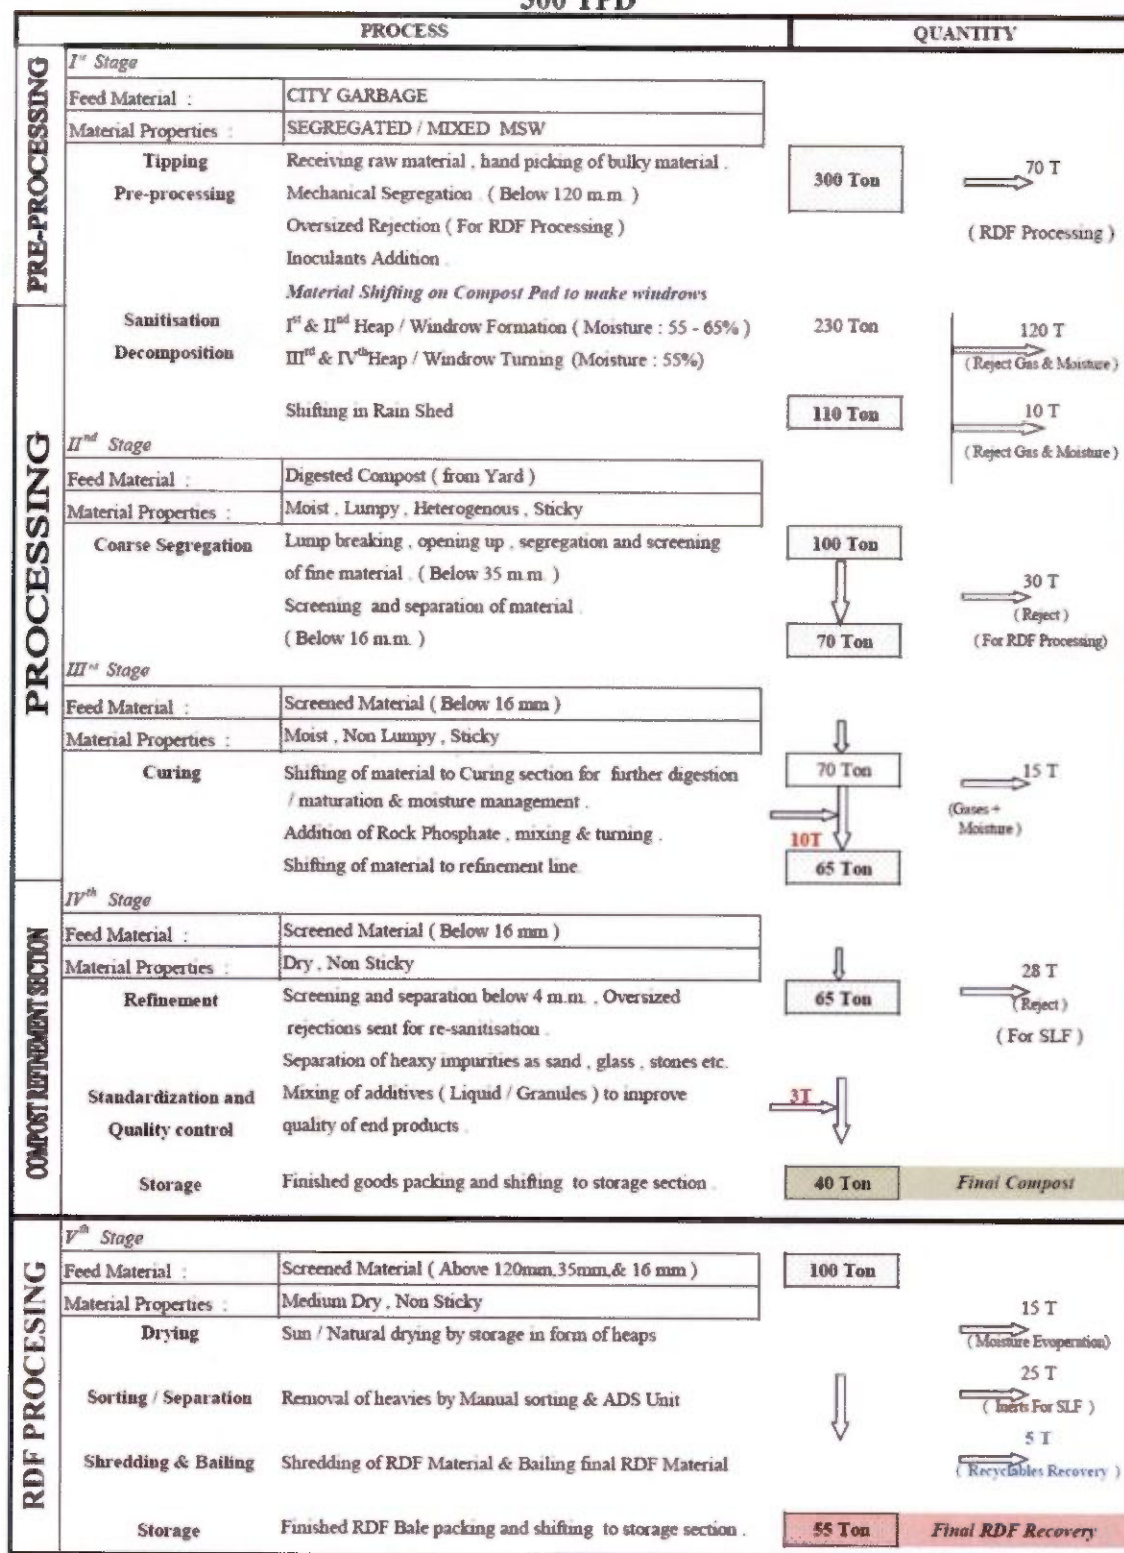 300 TPD
PROCESS QUANTITY
PRE-PROCESSING
Iˢᵗ Stage
Feed Material : CITY GARBAGE
Material Properties : SEGREGATED / MIXED MSW
Tipping Receiving raw material , hand picking of bulky material . 300 Ton 70 T
Pre-processing Mechanical Segregation . ( Below 120 m.m. )
Oversized Rejection ( For RDF Processing ) ( RDF Processing )
Inoculants Addition .
Material Shifting on Compost Pad to make windrows
PROCESSING
Sanitisation Iˢᵗ & IIⁿᵈ Heap / Windrow Formation ( Moisture : 55 - 65% ) 230 Ton 120 T
Decomposition IIIʳᵈ & IVᵗʰ Heap / Windrow Turning (Moisture : 55%) ( Reject Gas & Moisture )
Shifting in Rain Shed 110 Ton 10 T
( Reject Gas & Moisture )
IIⁿᵈ Stage
Feed Material : Digested Compost ( from Yard )
Material Properties : Moist , Lumpy , Heterogenous , Sticky
Coarse Segregation Lump breaking , opening up , segregation and screening 100 Ton
of fine material . ( Below 35 m.m. ) 30 T
Screening and separation of material . ( Reject )
( Below 16 m.m. ) 70 Ton (For RDF Processing)
IIIʳᵈ Stage
Feed Material : Screened Material ( Below 16 mm )
Material Properties : Moist , Non Lumpy , Sticky
Curing Shifting of material to Curing section for further digestion 70 Ton 15 T
/ maturation & moisture management . (Gases +
Moisture )
Addition of Rock Phosphate , mixing & turning . 10T
Shifting of material to refinement line 65 Ton
COMPOST REFINEMENT SECTION
IVᵗʰ Stage
Feed Material : Screened Material ( Below 16 mm )
Material Properties : Dry , Non Sticky
28 T
Refinement Screening and separation below 4 m.m. , Oversized 65 Ton ( Reject )
rejections sent for re-sanitisation . ( For SLF )
Separation of heaxy impurities as sand , glass , stones etc.
Standardization and Mixing of additives ( Liquid / Granules ) to improve 3T
Quality control quality of end products .
Storage Finished goods packing and shifting to storage section . 40 Ton Final Compost
RDF PROCESING
Vᵗʰ Stage
Feed Material : Screened Material ( Above 120mm,35mm,& 16 mm ) 100 Ton
Material Properties : Medium Dry , Non Sticky
15 T
Drying Sun / Natural drying by storage in form of heaps ( Moisture Evoperation)
25 T
Sorting / Separation Removal of heavies by Manual sorting & ADS Unit ( Inerts For SLF )
5 T
Shredding & Bailing Shredding of RDF Material & Bailing final RDF Material ( Recyclables Recovery )
Storage Finished RDF Bale packing and shifting to storage section . 55 Ton Final RDF Recovery